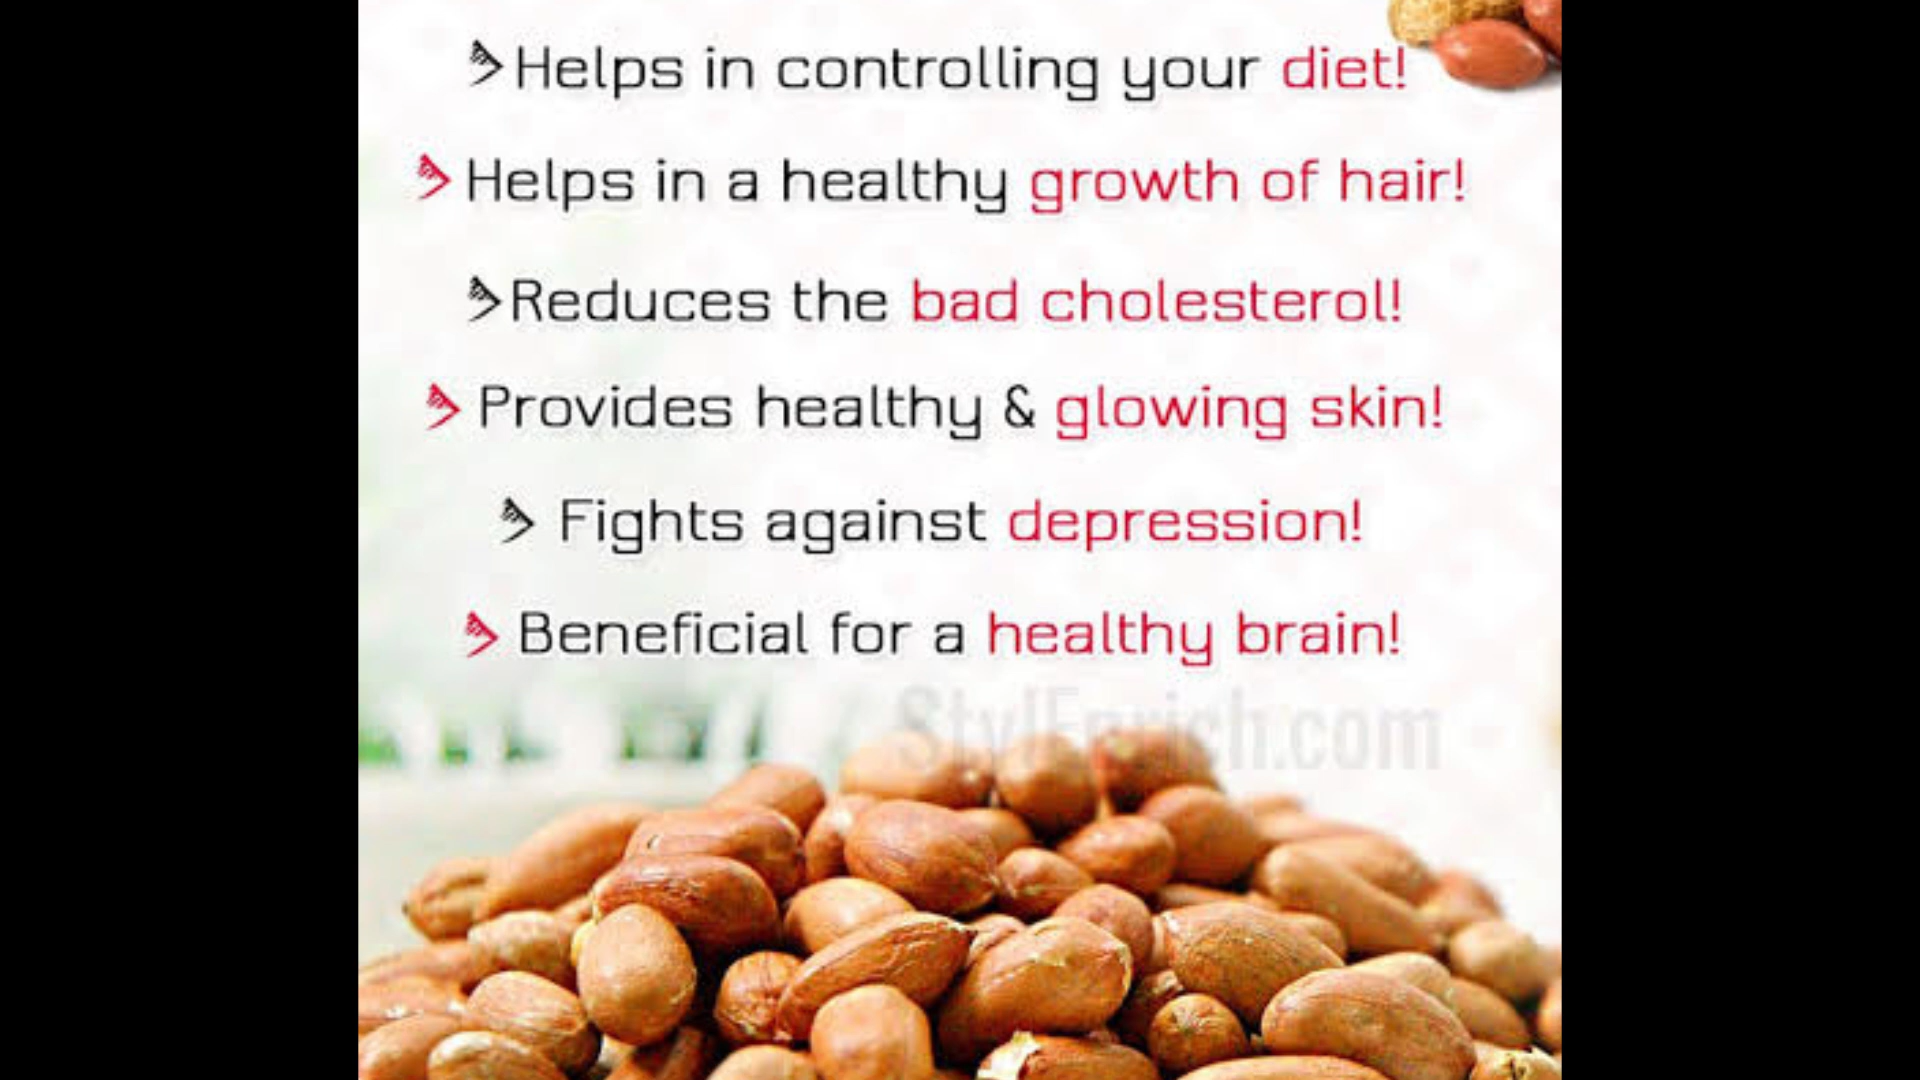 Helps in controlling your diet!
Helps in a healthy growth of hair!
Reduces the bad cholesterol!
Provides healthy & glowing skin!
Fights against depression!
Beneficial for a healthy brain!
StylEnrich.com